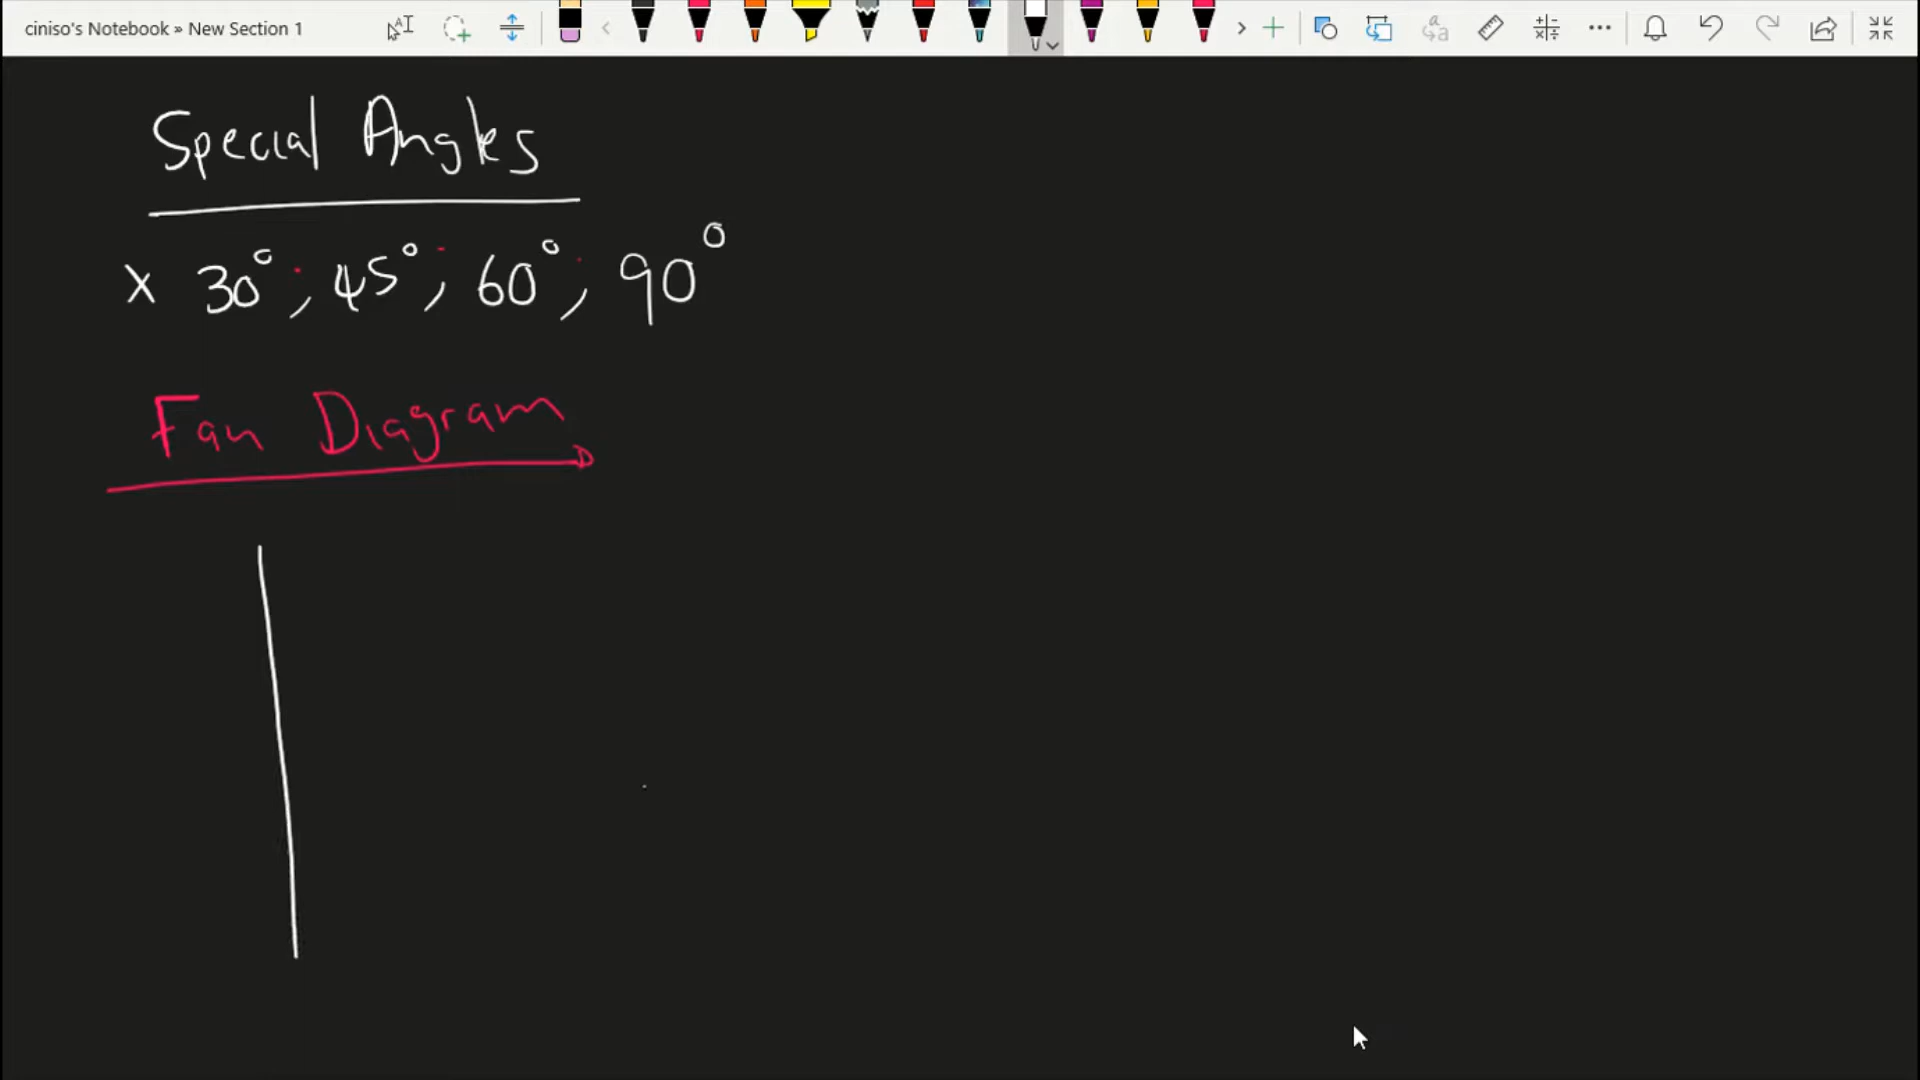 ciniso's Notebook » New Section 1
Special Angles
x 30°; 45°; 60°; 90°
Fan Diagram